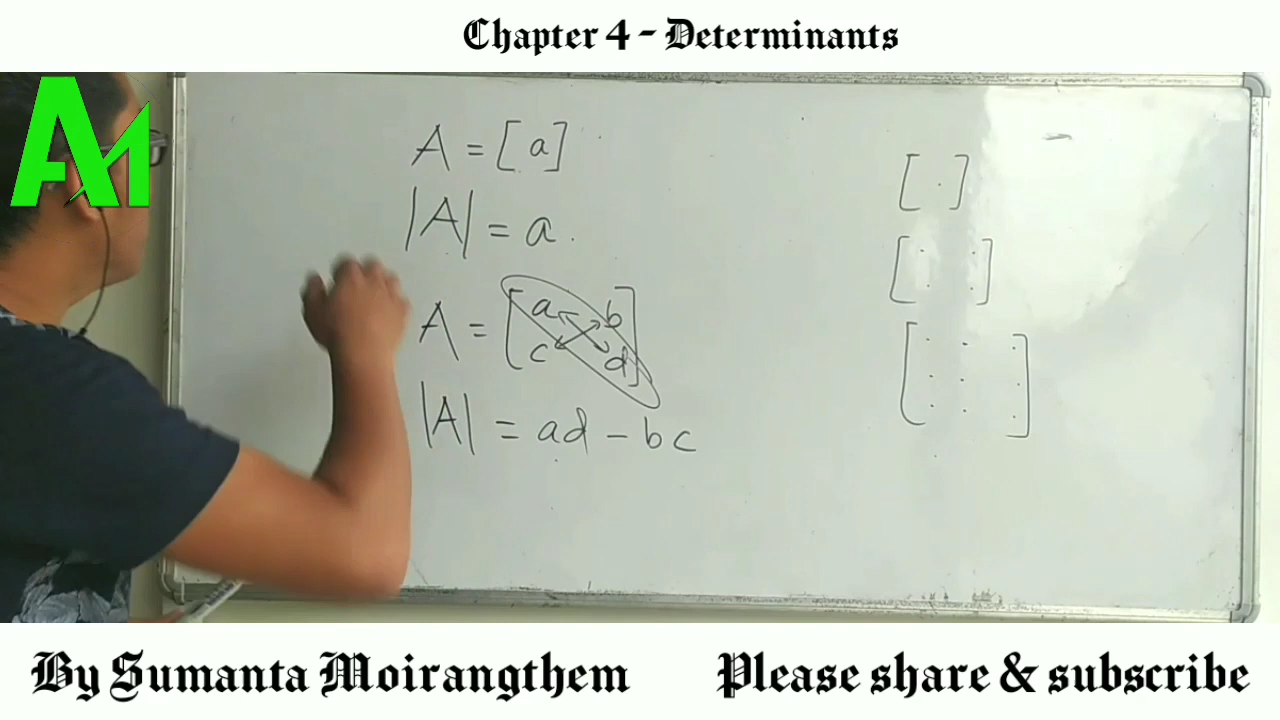 Chapter 4 - Determinants
AM
A = [a]
|A| = a.
A = [a b
c d]
|A| = ad - bc
[ . ]
[ . .
. . ]
[ . . .
. . .
. . . ]
By Sumanta Moirangthem
Please share & subscribe